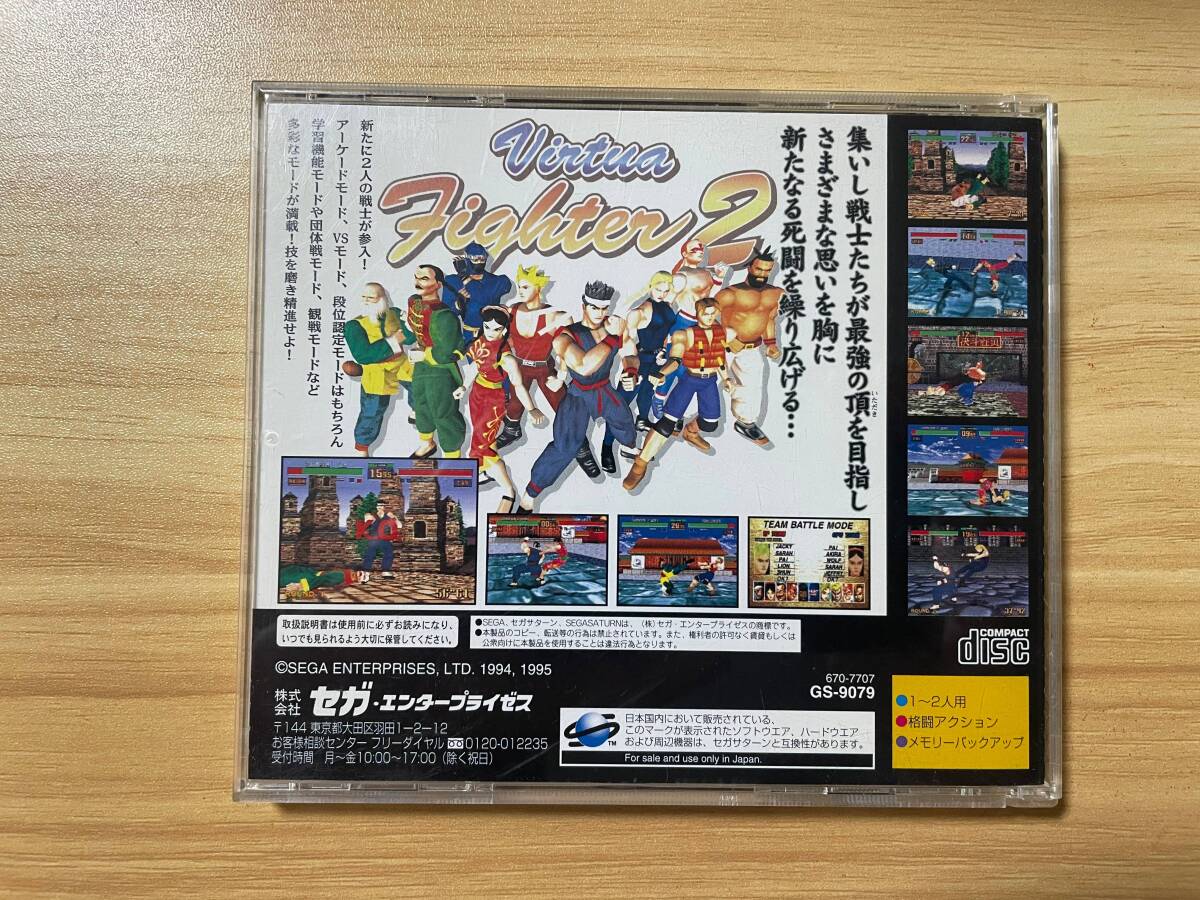 集いし戦士たちが最強の頂を目指し
いただき
さまざまな思いを胸に
新たなる死闘を繰り広げる…
Virtua
Fighter 2
新たに2人の戦士が参入!
アーケードモード、VSモード、段位認定モードはもちろん
学習機能モードや団体戦モード、観戦モードなど
多彩なモードが満載!技を磨き精進せよ!
K.O.
TEAM BATTLE MODE
JACKY
SARAH
PAI
LION
SHUN
PAI
AKIRA
WOLF
SARAH
JEFFRY
取扱説明書は使用前に必ずお読みになり、
いつでも見られるよう大切に保管してください。
●SEGA、セガサターン、SEGASATURNは、(株)セガ・エンタープライゼスの商標です。
●本製品のコピー、転送等の行為は禁止されています。また、権利者の許可なく賃貸もしくは
公衆向けに本製品を使用することは違法行為となります。
COMPACT
disc
©SEGA ENTERPRISES, LTD. 1994, 1995
株式会社 セガ・エンタープライゼス
〒144 東京都大田区羽田1-2-12
お客様相談センター フリーダイヤル 0120-012235
受付時間 月~金10:00~17:00(除く祝日)
670-7707
GS-9079
TM
日本国内において販売されている、
このマークが表示されたソフトウエア、ハードウエア
および周辺機器は、セガサターンと互換性があります。
For sale and use only in Japan.
●1~2人用
●格闘アクション
●メモリーバックアップ